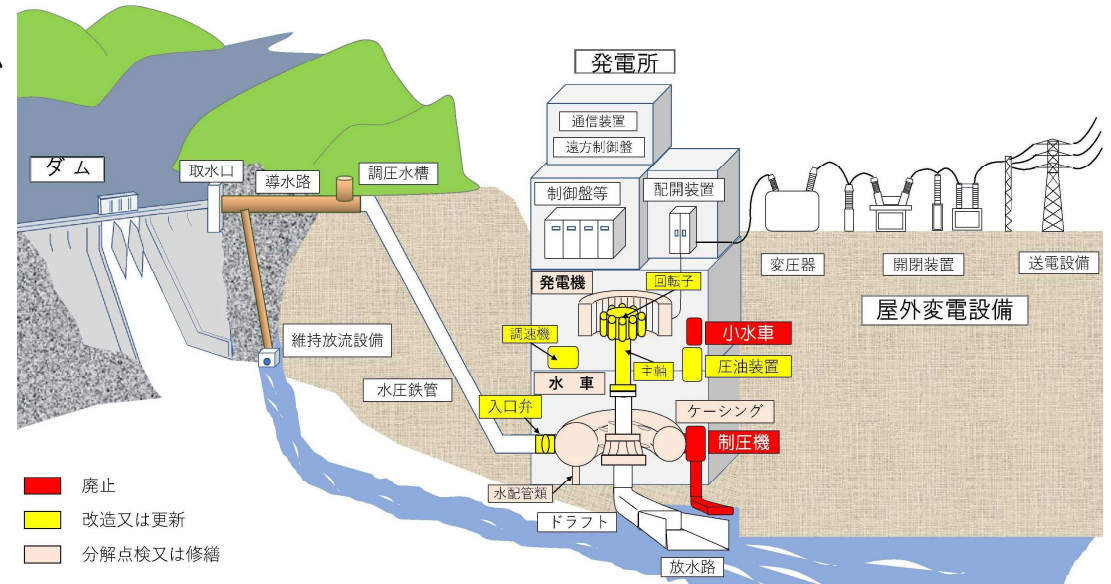 発電所
通信装置
遠方制御盤
ダム
取水口
導水路
調圧水槽
制御盤等
配開装置
変圧器
開閉装置
送電設備
屋外変電設備
発電機
回転子
調速機
小水車
主軸
圧油装置
維持放流設備
水車
水圧鉄管
入口弁
ケーシング
制圧機
水配管類
ドラフト
放水路
廃止
改造又は更新
分解点検又は修繕